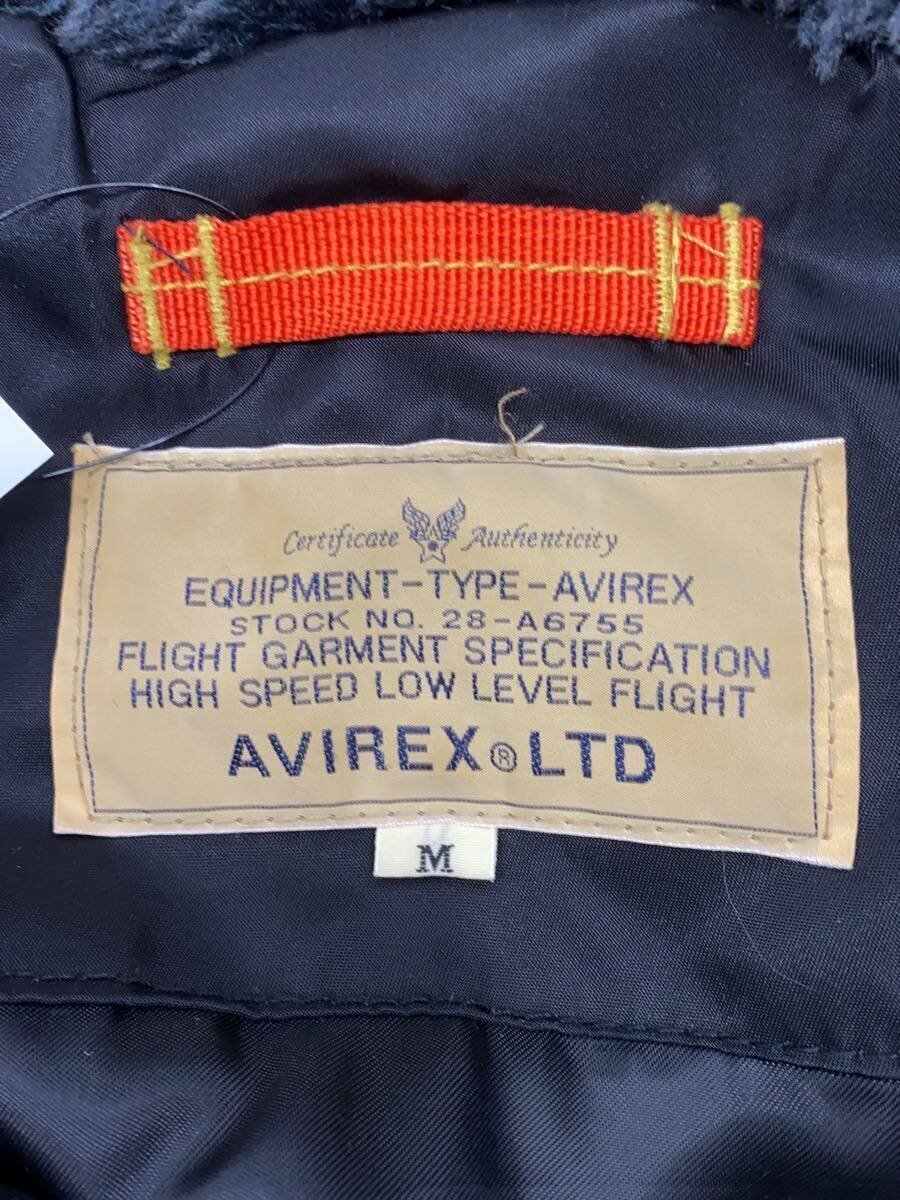 Certificate Authenticity
EQUIPMENT-TYPE-AVIREX
STOCK NO. 28-A6755
FLIGHT GARMENT SPECIFICATION
HIGH SPEED LOW LEVEL FLIGHT
AVIREX® LTD
M